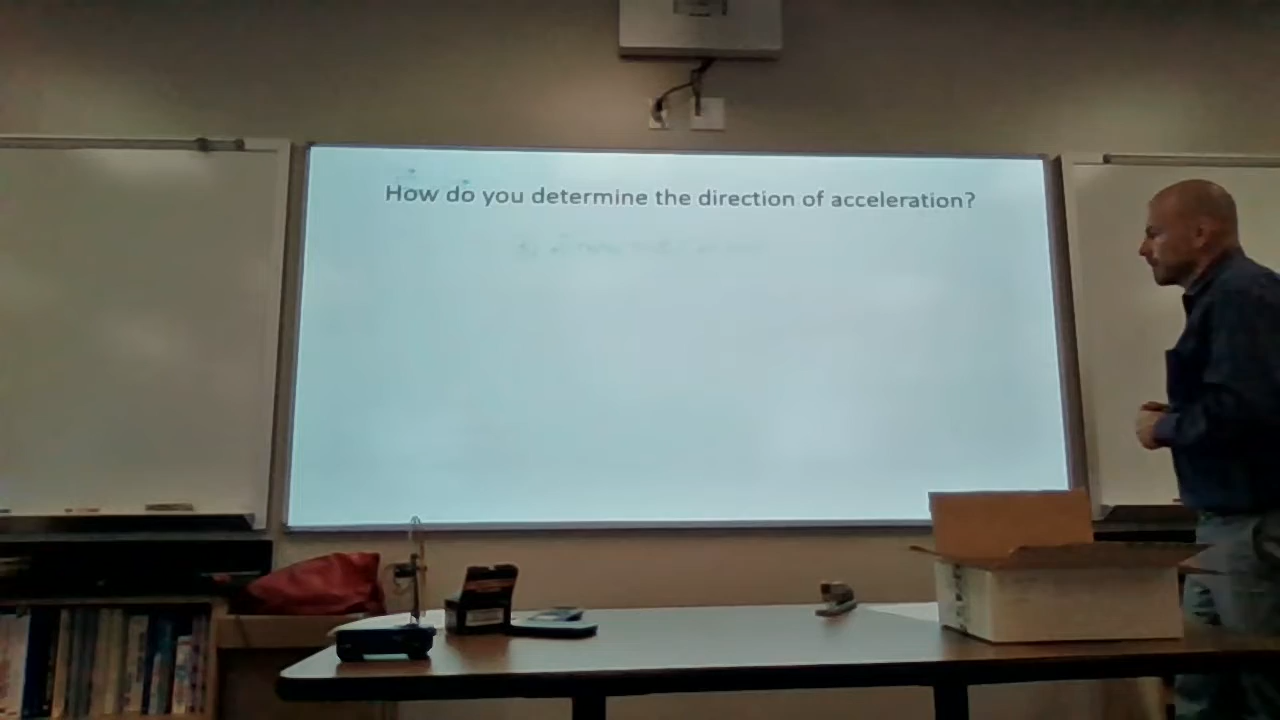 How do you determine the direction of acceleration?